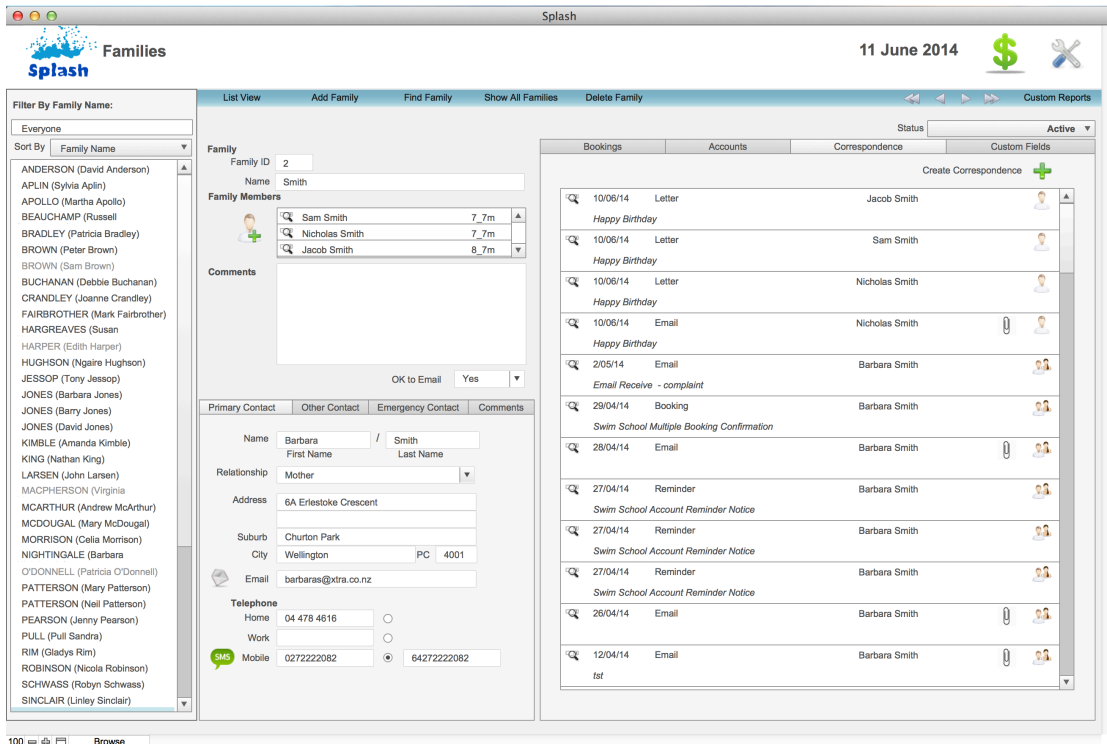 Splash
Splash
Families
11 June 2014
Filter By Family Name:
Everyone
Sort By Family Name
ANDERSON (David Anderson)
APLIN (Sylvia Aplin)
APOLLO (Martha Apollo)
BEAUCHAMP (Russell
BRADLEY (Patricia Bradley)
BROWN (Peter Brown)
BROWN (Sam Brown)
BUCHANAN (Debbie Buchanan)
CRANDLEY (Joanne Crandley)
FAIRBROTHER (Mark Fairbrother)
HARGREAVES (Susan
HARPER (Edith Harper)
HUGHSON (Ngaire Hughson)
JESSOP (Tony Jessop)
JONES (Barbara Jones)
JONES (Barry Jones)
JONES (David Jones)
KIMBLE (Amanda Kimble)
KING (Nathan King)
LARSEN (John Larsen)
MACPHERSON (Virginia
MCARTHUR (Andrew McArthur)
MCDOUGAL (Mary McDougal)
MORRISON (Celia Morrison)
NIGHTINGALE (Barbara
O'DONNELL (Patricia O'Donnell)
PATTERSON (Mary Patterson)
PATTERSON (Neil Patterson)
PEARSON (Jenny Pearson)
PULL (Pull Sandra)
RIM (Gladys Rim)
ROBINSON (Nicola Robinson)
SCHWASS (Robyn Schwass)
SINCLAIR (Linley Sinclair)
List View Add Family Find Family Show All Families Delete Family Custom Reports
Status Active
Family
Family ID 2
Name Smith
Family Members
Sam Smith 7_7m
Nicholas Smith 7_7m
Jacob Smith 8_7m
Comments
OK to Email Yes
Primary Contact Other Contact Emergency Contact Comments
Name Barbara / Smith
First Name Last Name
Relationship Mother
Address 6A Erlestoke Crescent
Suburb Churton Park
City Wellington PC 4001
Email barbaras@xtra.co.nz
Telephone
Home 04 478 4616
Work
SMS Mobile 0272222082 64272222082
Bookings Accounts Correspondence Custom Fields
Create Correspondence
10/06/14 Letter Jacob Smith
Happy Birthday
10/06/14 Letter Sam Smith
Happy Birthday
10/06/14 Letter Nicholas Smith
Happy Birthday
10/06/14 Email Nicholas Smith
Happy Birthday
2/05/14 Email Barbara Smith
Email Receive - complaint
29/04/14 Booking Barbara Smith
Swim School Multiple Booking Confirmation
28/04/14 Email Barbara Smith
27/04/14 Reminder Barbara Smith
Swim School Account Reminder Notice
27/04/14 Reminder Barbara Smith
Swim School Account Reminder Notice
27/04/14 Reminder Barbara Smith
Swim School Account Reminder Notice
26/04/14 Email Barbara Smith
12/04/14 Email Barbara Smith
tst
100 Browse